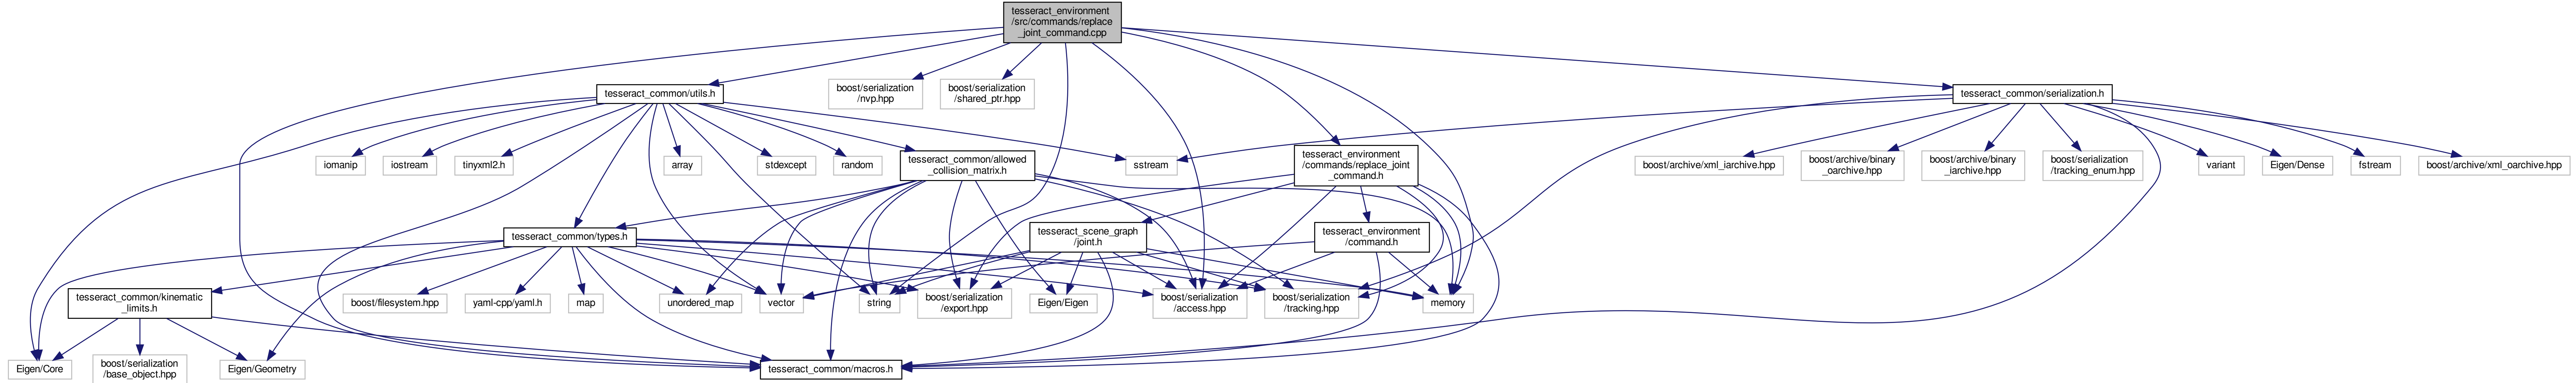 tesseract_environment
/src/commands/replace
_joint_command.cpp
tesseract_common/utils.h
boost/serialization
/nvp.hpp
boost/serialization
/shared_ptr.hpp
tesseract_common/serialization.h
iomanip
iostream
tinyxml2.h
array
stdexcept
random
tesseract_common/allowed
_collision_matrix.h
sstream
tesseract_environment
/commands/replace_joint
_command.h
boost/archive/xml_iarchive.hpp
boost/archive/binary
_oarchive.hpp
boost/archive/binary
_iarchive.hpp
boost/serialization
/tracking_enum.hpp
variant
Eigen/Dense
fstream
boost/archive/xml_oarchive.hpp
tesseract_common/types.h
tesseract_scene_graph
/joint.h
tesseract_environment
/command.h
tesseract_common/kinematic
_limits.h
boost/filesystem.hpp
yaml-cpp/yaml.h
map
unordered_map
vector
string
boost/serialization
/export.hpp
Eigen/Eigen
boost/serialization
/access.hpp
boost/serialization
/tracking.hpp
memory
Eigen/Core
boost/serialization
/base_object.hpp
Eigen/Geometry
tesseract_common/macros.h